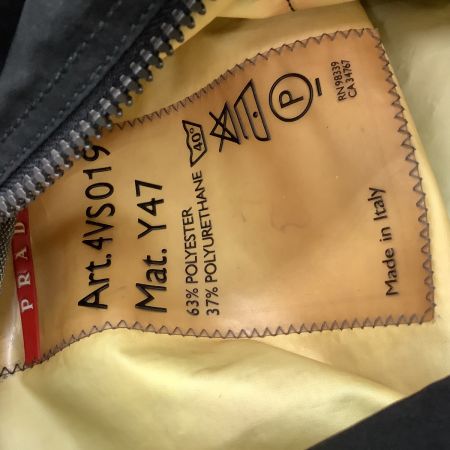 PRAD
Art.4VS019
Mat. Y47
63% POLYESTER
37% POLYURETHANE
40°
P
RN 98339
CA 34767
Made in Italy